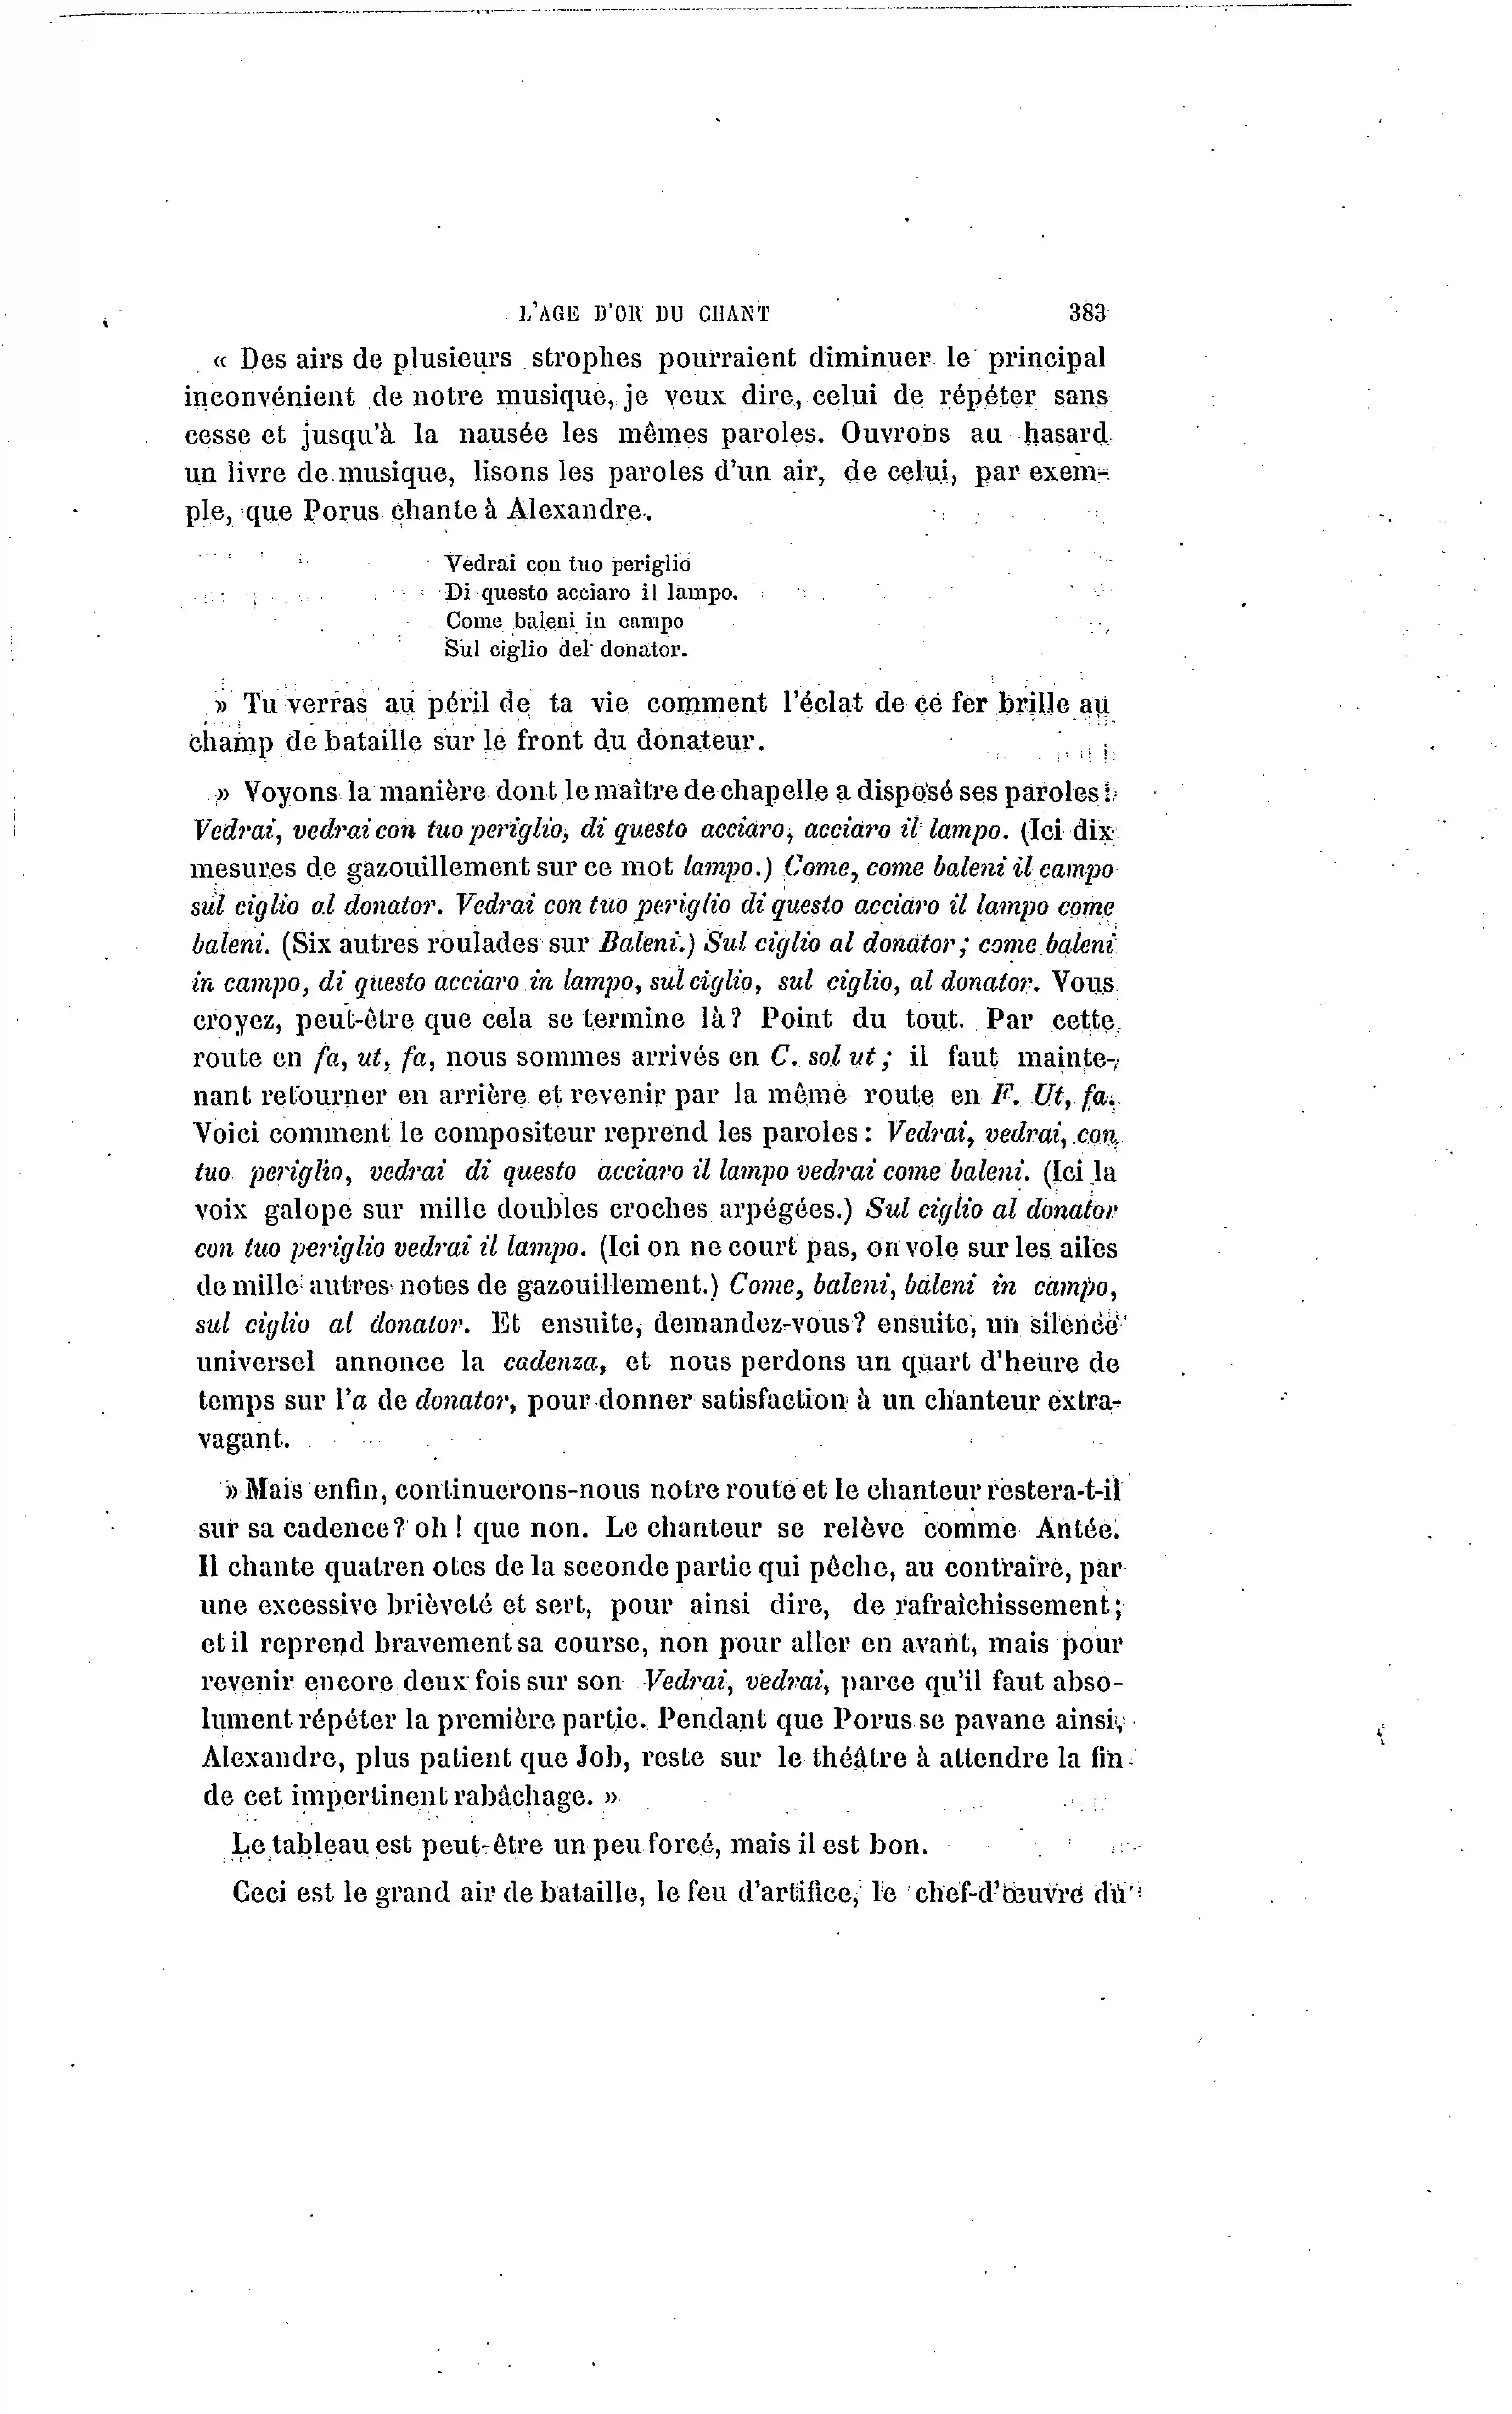 L'AGE D'OR DU CHANT 383
« Des airs de plusieurs strophes pourraient diminuer le principal
inconvénient de notre musique, je veux dire, celui de répéter sans
cesse et jusqu'à la nausée les mêmes paroles. Ouvrons au hasard
un livre de musique, lisons les paroles d'un air, de celui, par exem-
ple, que Porus chante à Alexandre.
Vedrai con tuo periglio
Di questo acciaro il lampo.
Come baleni in campo
Sul ciglio del donator.
» Tu verras au péril de ta vie comment l'éclat de ce fer brille au
champ de bataille sur le front du donateur.
» Voyons la manière dont le maître de chapelle a disposé ses paroles :
Vedrai, vedrai con tuo periglio, di questo acciaro, acciaro il lampo. (Ici dix
mesures de gazouillement sur ce mot lampo.) Come, come baleni il campo
sul ciglio al donator. Vedrai con tuo periglio di questo acciaro il lampo come
baleni. (Six autres roulades sur Baleni.) Sul ciglio al donator ; come baleni
in campo, di questo acciaro in lampo, sul ciglio, sul ciglio, al donator. Vous
croyez, peut-être que cela se termine là? Point du tout. Par cette
route en fa, ut, fa, nous sommes arrivés en C. sol ut ; il faut mainte-
nant retourner en arrière et revenir par la même route en F. Ut, fa.
Voici comment le compositeur reprend les paroles : Vedrai, vedrai, con
tuo periglio, vedrai di questo acciaro il lampo vedrai come baleni. (Ici la
voix galope sur mille doubles croches arpégées.) Sul ciglio al donator
con tuo periglio vedrai il lampo. (Ici on ne court pas, on vole sur les ailes
de mille autres notes de gazouillement.) Come, baleni, baleni in campo,
sul ciglio al donator. Et ensuite, demandez-vous? ensuite, un silence
universel annonce la cadenza, et nous perdons un quart d'heure de
temps sur l'a de donator, pour donner satisfaction à un chanteur extra-
vagant.
» Mais enfin, continuerons-nous notre route et le chanteur restera-t-il
sur sa cadence? oh ! que non. Le chanteur se relève comme Antée.
Il chante quatren otes de la seconde partie qui pêche, au contraire, par
une excessive brièveté et sert, pour ainsi dire, de rafraichissement ;
et il reprend bravement sa course, non pour aller en avant, mais pour
revenir encore deux fois sur son Vedrai, vedrai, parce qu'il faut abso-
lument répéter la première partie. Pendant que Porus se pavane ainsi,
Alexandre, plus patient que Job, reste sur le théâtre à attendre la fin
de cet impertinent rabâchage. »
Le tableau est peut-être un peu forcé, mais il est bon.
Ceci est le grand air de bataille, le feu d'artifice, le chef-d'œuvre du